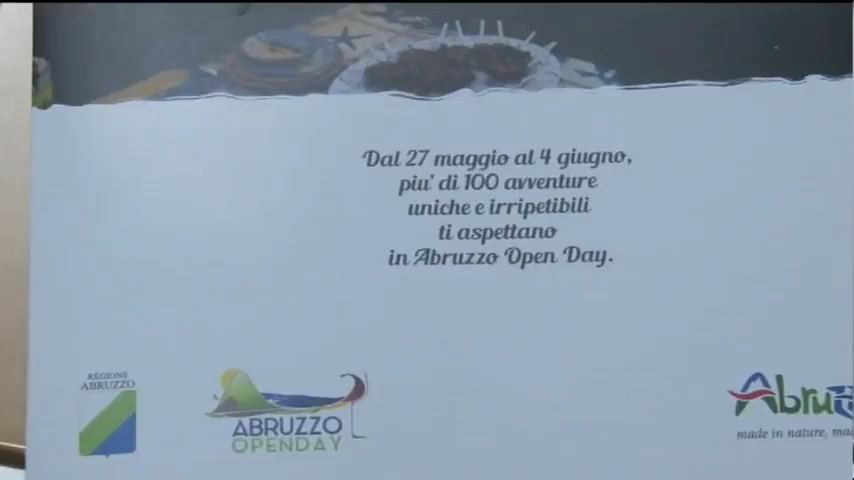 Dal 27 maggio al 4 giugno,
piu' di 100 avventure
uniche e irripetibili
ti aspettano
in Abruzzo Open Day.
REGIONE
ABRUZZO
ABRUZZO
OPENDAY
made in nature,